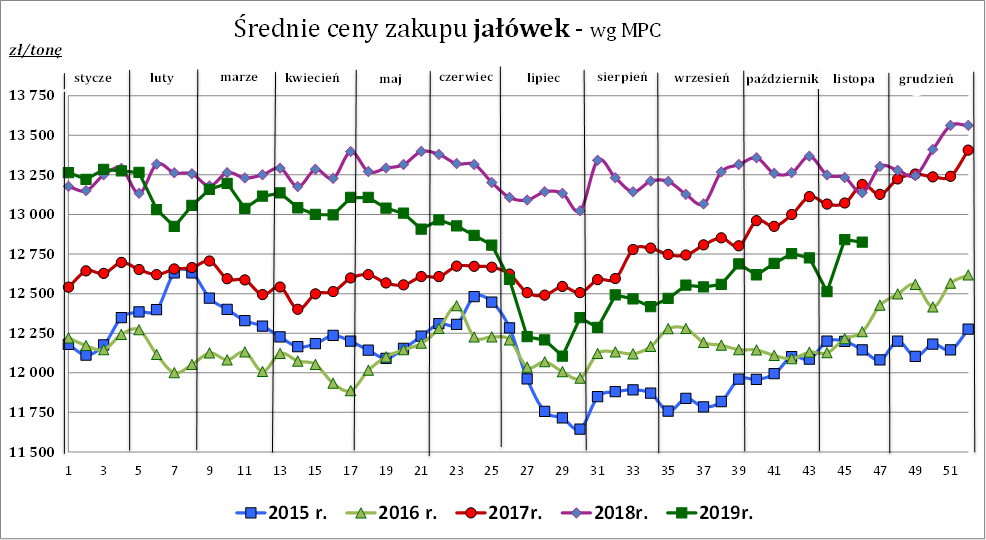 Średnie ceny zakupu jałówek - wg MPC
zł/tonę
stycze luty marze kwiecień maj czerwiec lipiec sierpień wrzesień październik listopa grudzień
13 750
13 500
13 250
13 000
12 750
12 500
12 250
12 000
11 750
11 500
1 3 5 7 9 11 13 15 17 19 21 23 25 27 29 31 33 35 37 39 41 43 45 47 49 51
2015 r. 2016 r. 2017r. 2018r. 2019r.